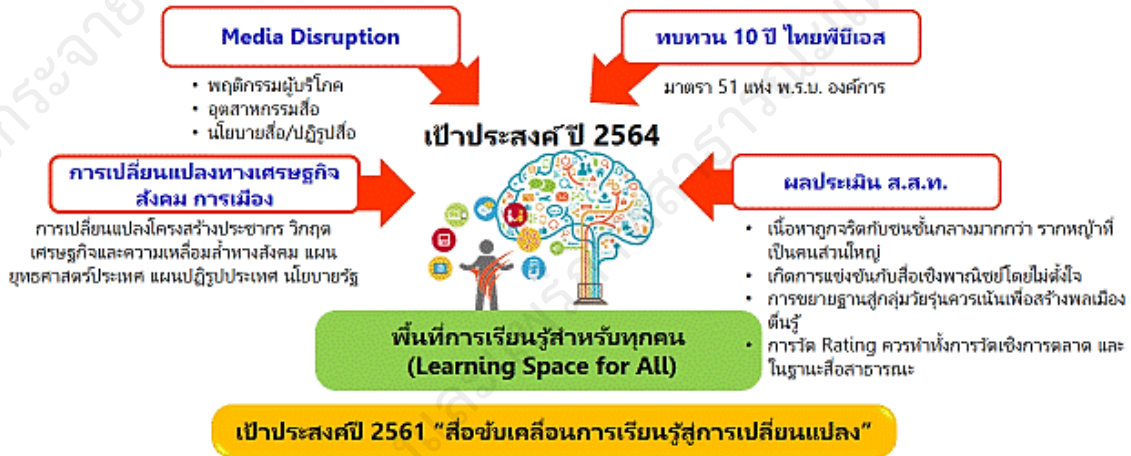 Media Disruption
• พฤติกรรมผู้บริโภค
• อุตสาหกรรมสื่อ
• นโยบายสื่อ/ปฏิรูปสื่อ
ทบทวน 10 ปี ไทยพีบีเอส
มาตรา 51 แห่ง พ.ร.บ. องค์การ
เป้าประสงค์ ปี 2564
การเปลี่ยนแปลงทางเศรษฐกิจ
สังคม การเมือง
การเปลี่ยนแปลงโครงสร้างประชากร วิกฤต
เศรษฐกิจและความเหลื่อมล้ำทางสังคม แผน
ยุทธศาสตร์ประเทศ แผนปฏิรูปประเทศ นโยบายรัฐ
ผลประเมิน ส.ส.ท.
• เนื้อหาถูกจริตกับชนชั้นกลางมากกว่า รากหญ้าที่
เป็นคนส่วนใหญ่
• เกิดการแข่งขันกับสื่อเชิงพาณิชย์โดยไม่ตั้งใจ
• การขยายฐานสู่กลุ่มวัยรุ่นควรเน้นเพื่อสร้างพลเมือง
ตื่นรู้
• การวัด Rating ควรทำทั้งการวัดเชิงการตลาด และ
ในฐานะสื่อสาธารณะ
พื้นที่การเรียนรู้สำหรับทุกคน
(Learning Space for All)
เป้าประสงค์ปี 2561 “สื่อขับเคลื่อนการเรียนรู้สู่การเปลี่ยนแปลง”